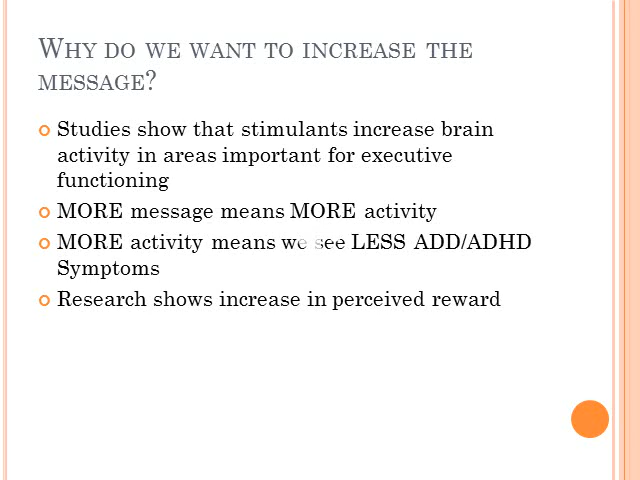 Why do we want to increase the
message?
Studies show that stimulants increase brain
activity in areas important for executive
functioning
MORE message means MORE activity
MORE activity means we see LESS ADD/ADHD
Symptoms
Research shows increase in perceived reward